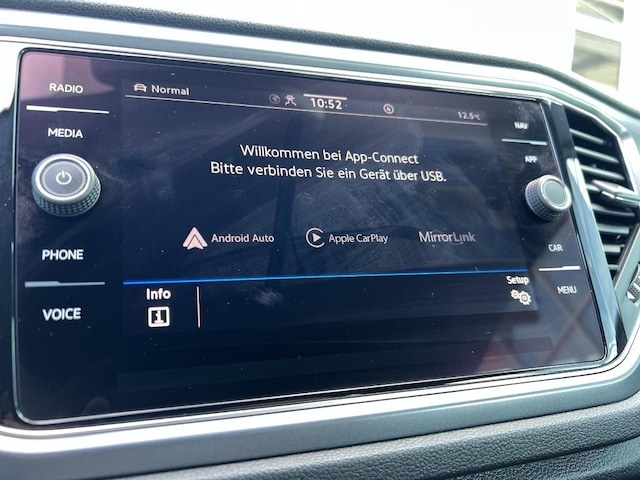 RADIO
MEDIA
PHONE
VOICE
Normal
10:52
12.5°C
Willkommen bei App-Connect
Bitte verbinden Sie ein Gerät über USB.
Android Auto
Apple CarPlay
MirrorLink
Info
Setup
NAV
APP
CAR
MENU